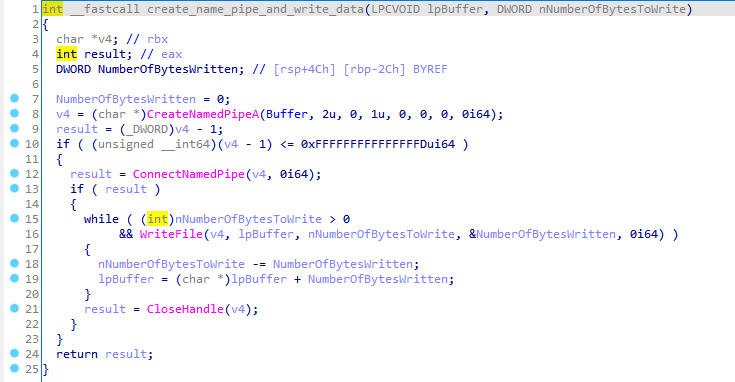 1 int __fastcall create_name_pipe_and_write_data(LPCVOID lpBuffer, DWORD nNumberOfBytesToWrite)
2 {
3 char *v4; // rbx
4 int result; // eax
5 DWORD NumberOfBytesWritten; // [rsp+4Ch] [rbp-2Ch] BYREF
6
7 NumberOfBytesWritten = 0;
8 v4 = (char *)CreateNamedPipeA(Buffer, 2u, 0, 1u, 0, 0, 0, 0i64);
9 result = (_DWORD)v4 - 1;
10 if ( (unsigned __int64)(v4 - 1) <= 0xFFFFFFFFFFFFFFFDui64 )
11 {
12 result = ConnectNamedPipe(v4, 0i64);
13 if ( result )
14 {
15 while ( (int)nNumberOfBytesToWrite > 0
16 && WriteFile(v4, lpBuffer, nNumberOfBytesToWrite, &NumberOfBytesWritten, 0i64) )
17 {
18 nNumberOfBytesToWrite -= NumberOfBytesWritten;
19 lpBuffer = (char *)lpBuffer + NumberOfBytesWritten;
20 }
21 result = CloseHandle(v4);
22 }
23 }
24 return result;
25 }